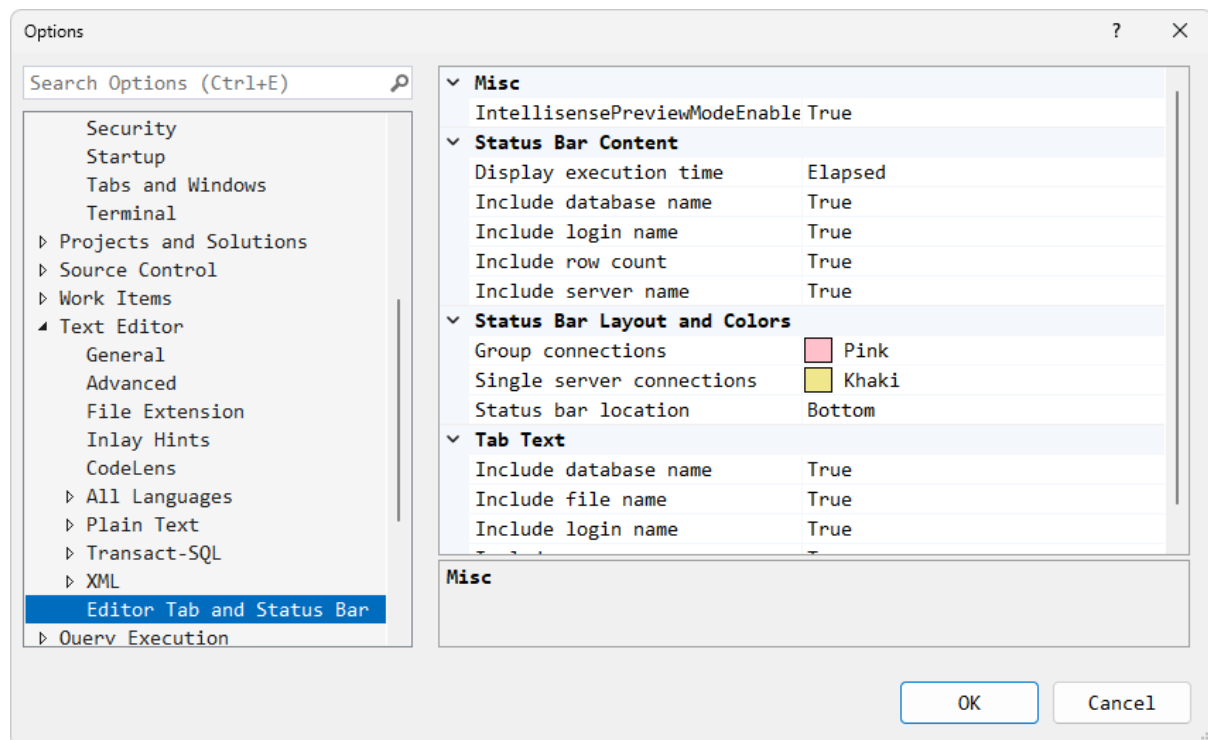 Options ?
Search Options (Ctrl+E)
Security
Startup
Tabs and Windows
Terminal
Projects and Solutions
Source Control
Work Items
Text Editor
General
Advanced
File Extension
Inlay Hints
CodeLens
All Languages
Plain Text
Transact-SQL
XML
Editor Tab and Status Bar
Query Execution
Misc
IntellisensePreviewModeEnable True
Status Bar Content
Display execution time Elapsed
Include database name True
Include login name True
Include row count True
Include server name True
Status Bar Layout and Colors
Group connections Pink
Single server connections Khaki
Status bar location Bottom
Tab Text
Include database name True
Include file name True
Include login name True
Misc
OK Cancel